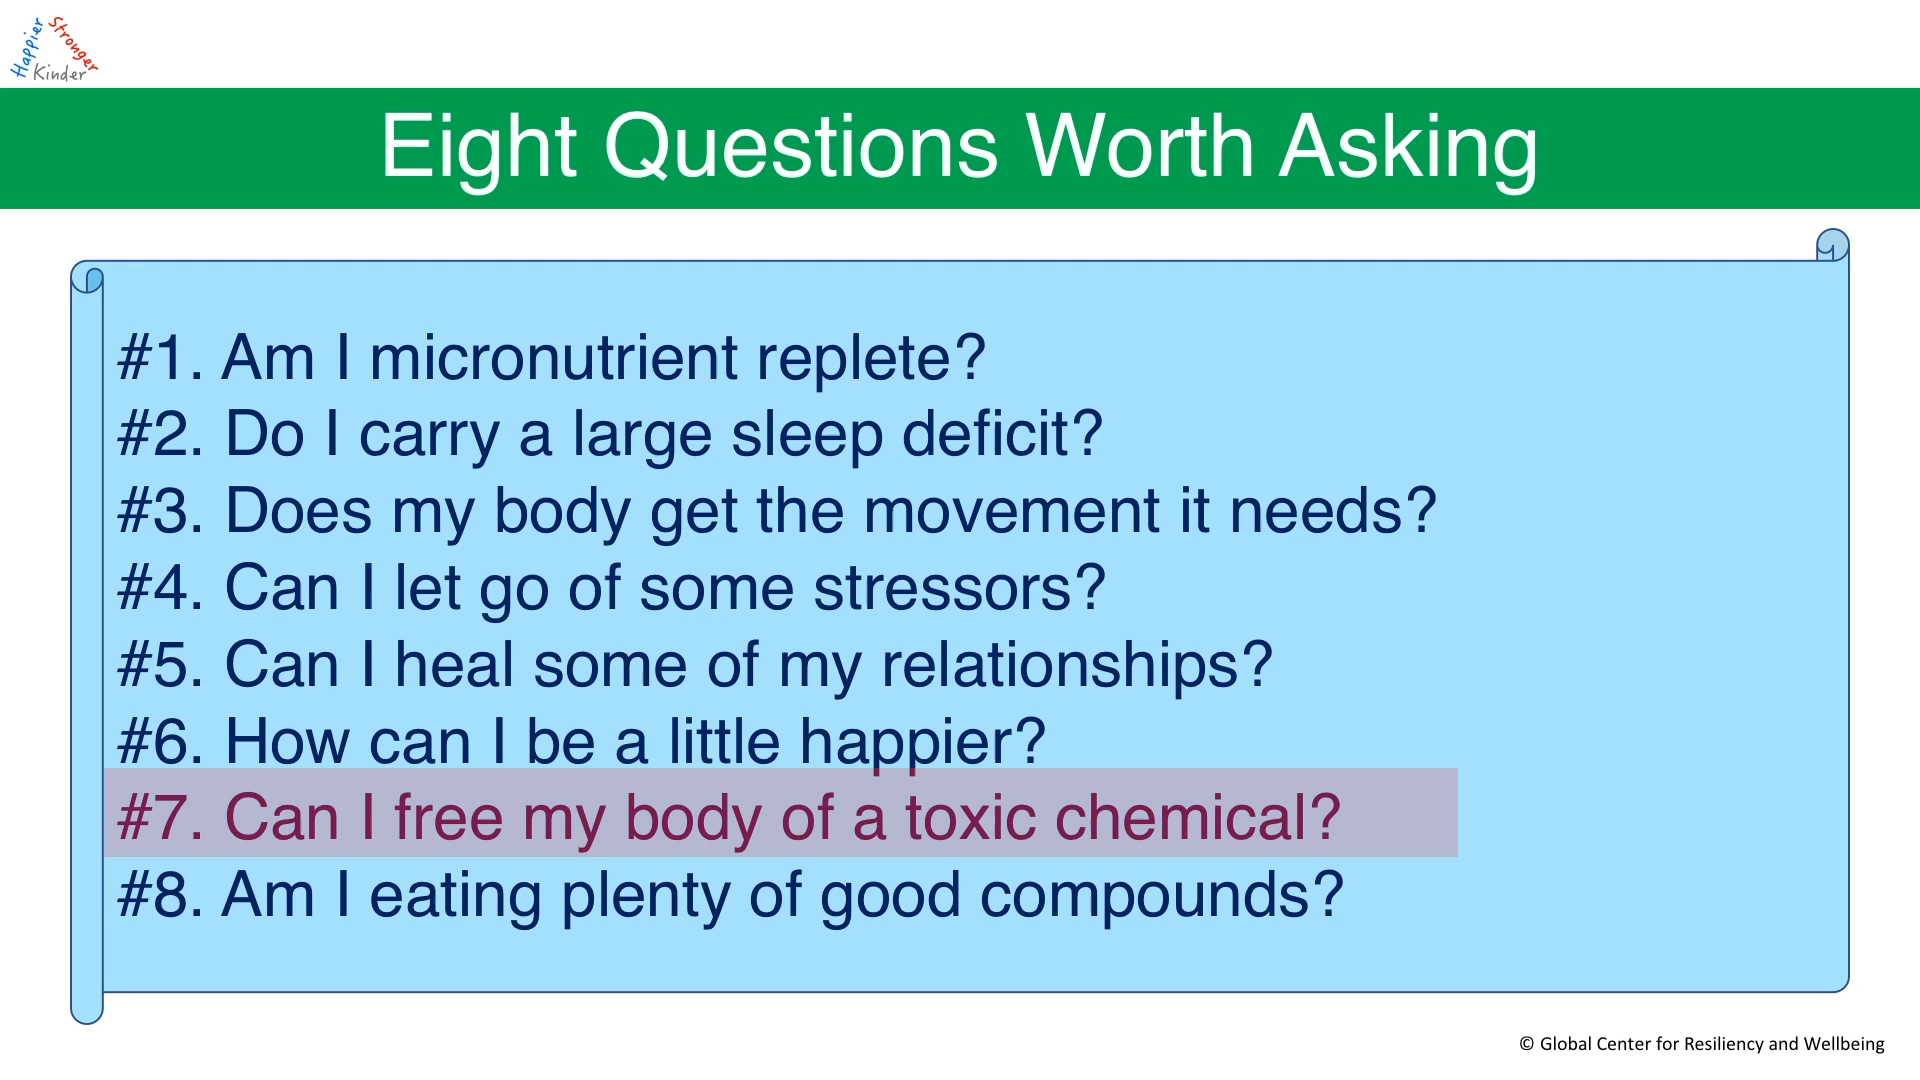 Happier
Stronger
Kinder
Eight Questions Worth Asking
#1. Am I micronutrient replete?
#2. Do I carry a large sleep deficit?
#3. Does my body get the movement it needs?
#4. Can I let go of some stressors?
#5. Can I heal some of my relationships?
#6. How can I be a little happier?
#7. Can I free my body of a toxic chemical?
#8. Am I eating plenty of good compounds?
© Global Center for Resiliency and Wellbeing